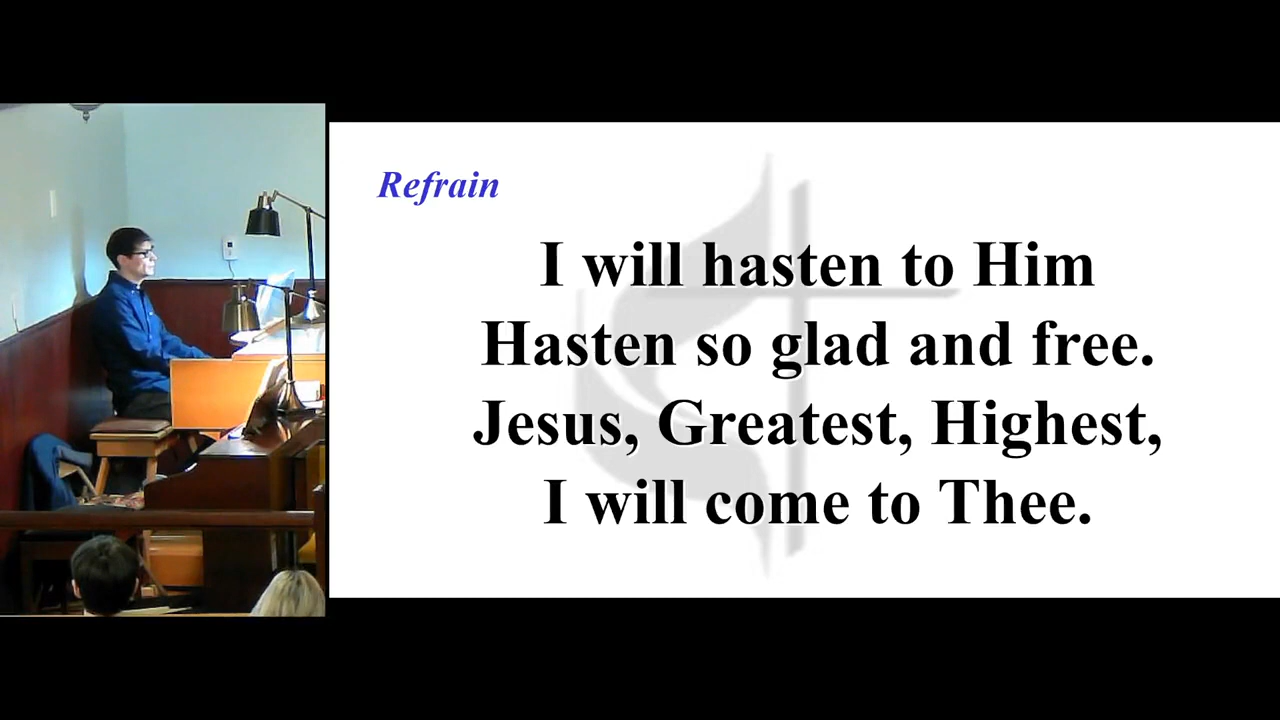 Refrain
I will hasten to Him
Hasten so glad and free.
Jesus, Greatest, Highest,
I will come to Thee.